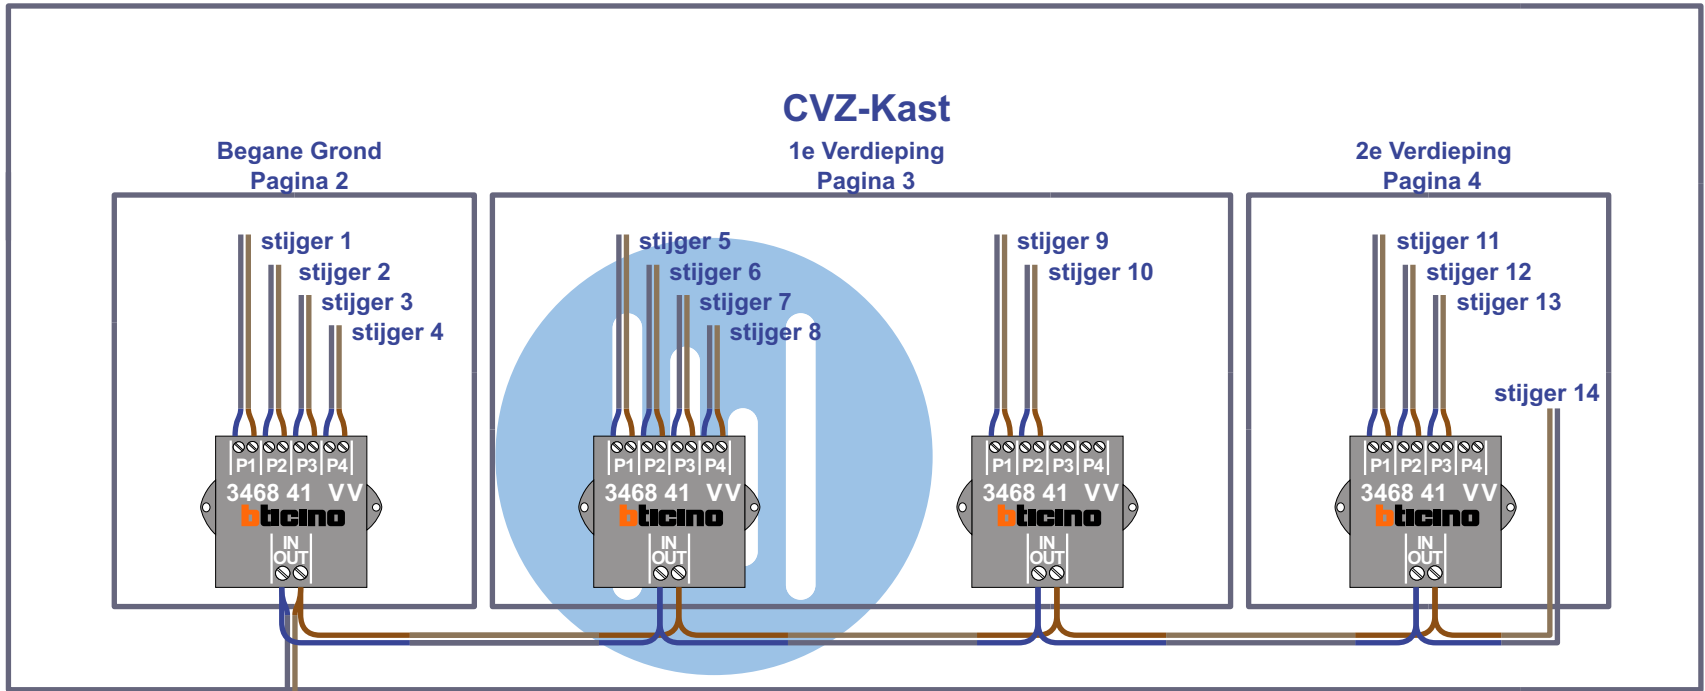 CVZ-Kast
Begane Grond
Pagina 2
1e Verdieping
Pagina 3
2e Verdieping
Pagina 4
stijger 1
stijger 2
stijger 3
stijger 4
stijger 5
stijger 6
stijger 7
stijger 8
stijger 9
stijger 10
stijger 11
stijger 12
stijger 13
stijger 14
P1 P2 P3 P4
3468 41 VV
bticino
IN
OUT
P1 P2 P3 P4
3468 41 VV
bticino
IN
OUT
P1 P2 P3 P4
3468 41 VV
bticino
IN
OUT
P1 P2 P3 P4
3468 41 VV
bticino
IN
OUT